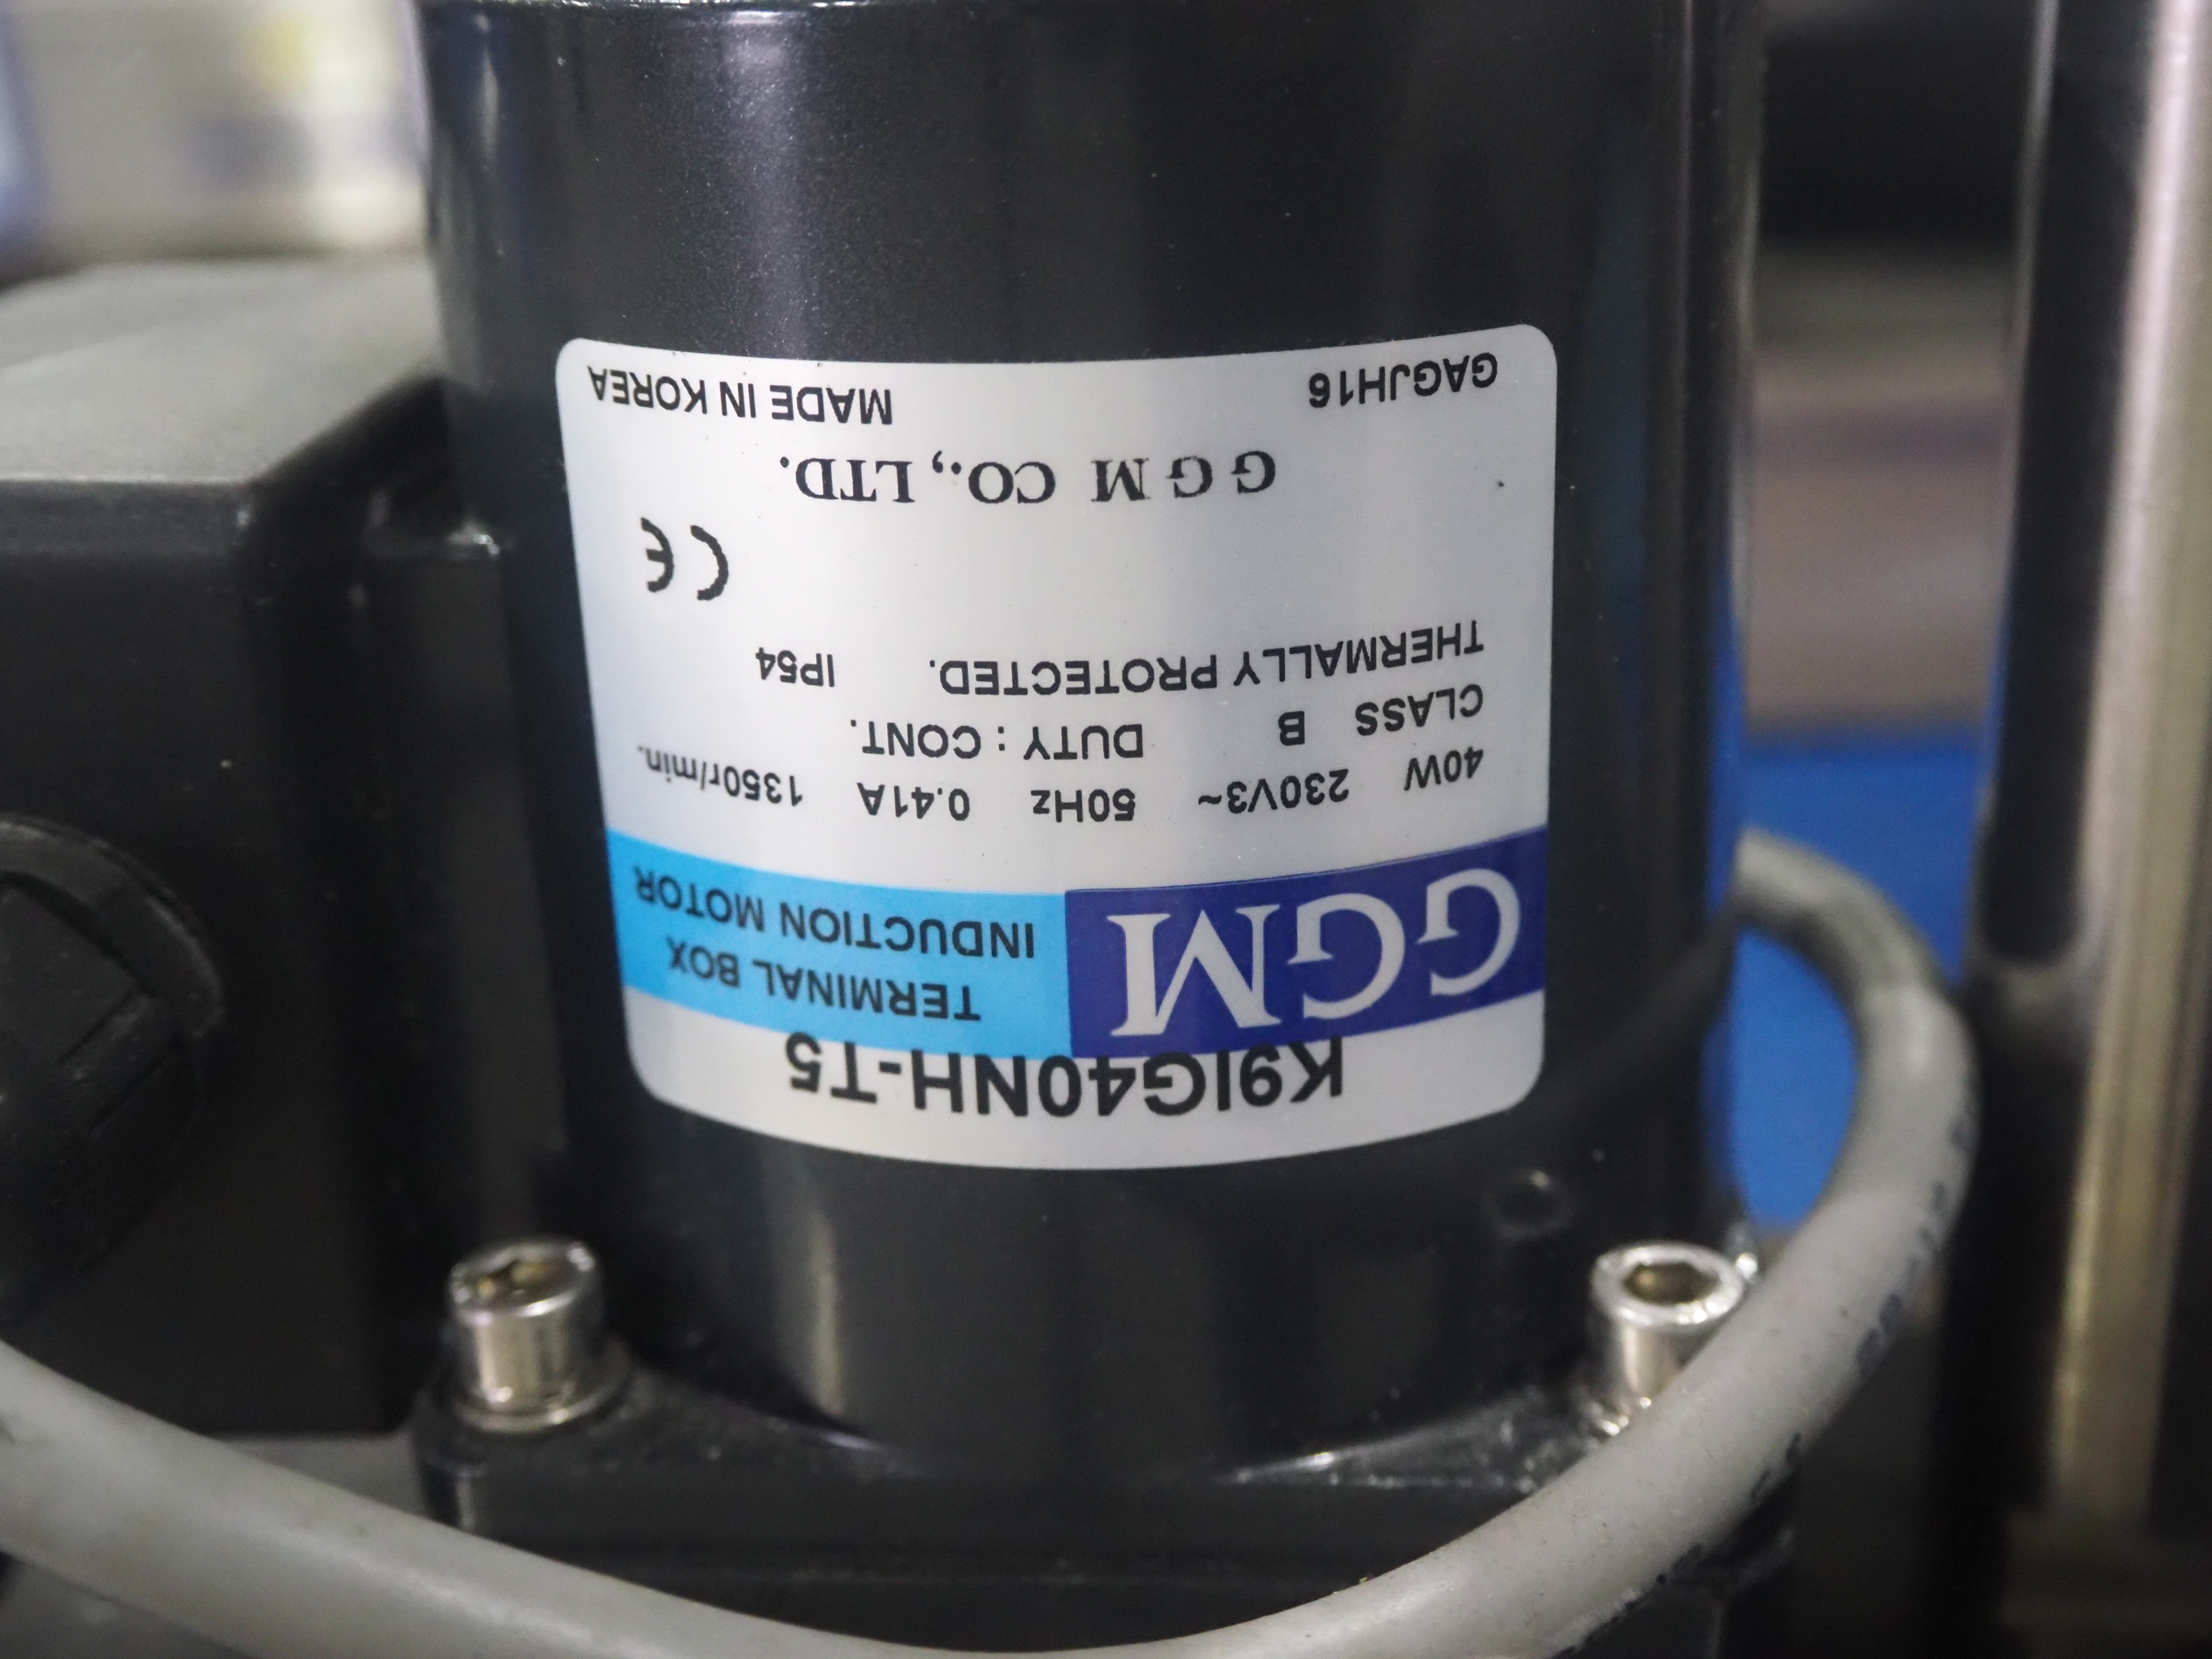 K9IG40NH-T5
GGM
TERMINAL BOX
INDUCTION MOTOR
40W 230V3~ 50Hz 0.41A 1350r/min.
CLASS B DUTY : CONT.
THERMALLY PROTECTED. IP54
CE
G G M CO., LTD.
GAGJH16 MADE IN KOREA